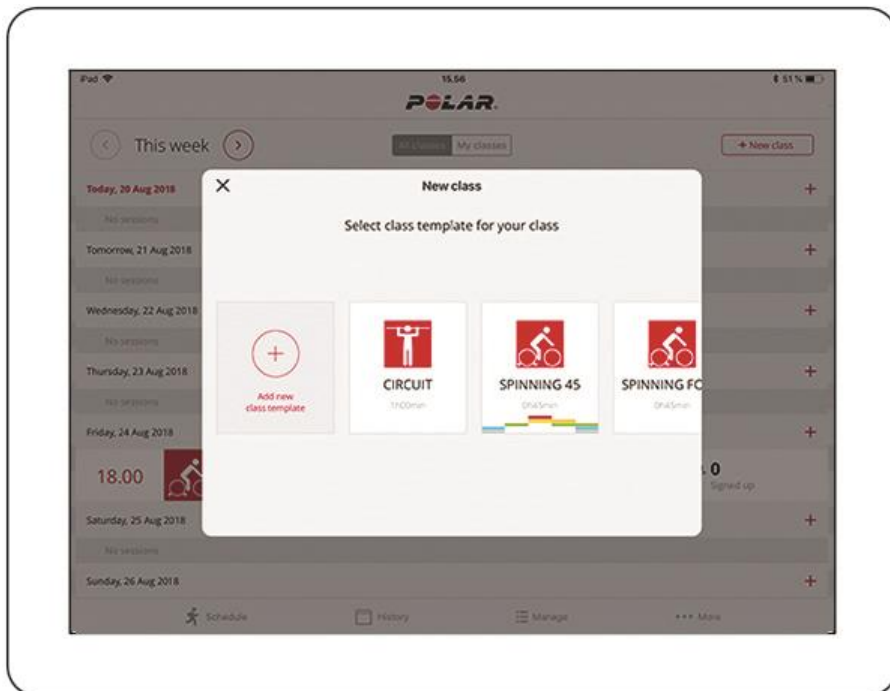 iPad
15.56
51 %
POLAR.
This week
All classes
My classes
+ New class
Today, 20 Aug 2018
+
No sessions
Tomorrow, 21 Aug 2018
+
No sessions
Wednesday, 22 Aug 2018
+
No sessions
Thursday, 23 Aug 2018
+
No sessions
Friday, 24 Aug 2018
+
18.00
0
Signed up
Saturday, 25 Aug 2018
+
No sessions
Sunday, 26 Aug 2018
+
New class
Select class template for your class
Add new
class template
CIRCUIT
1h00min
SPINNING 45
0h45min
SPINNING FO
0h45min
Schedule
History
Manage
More